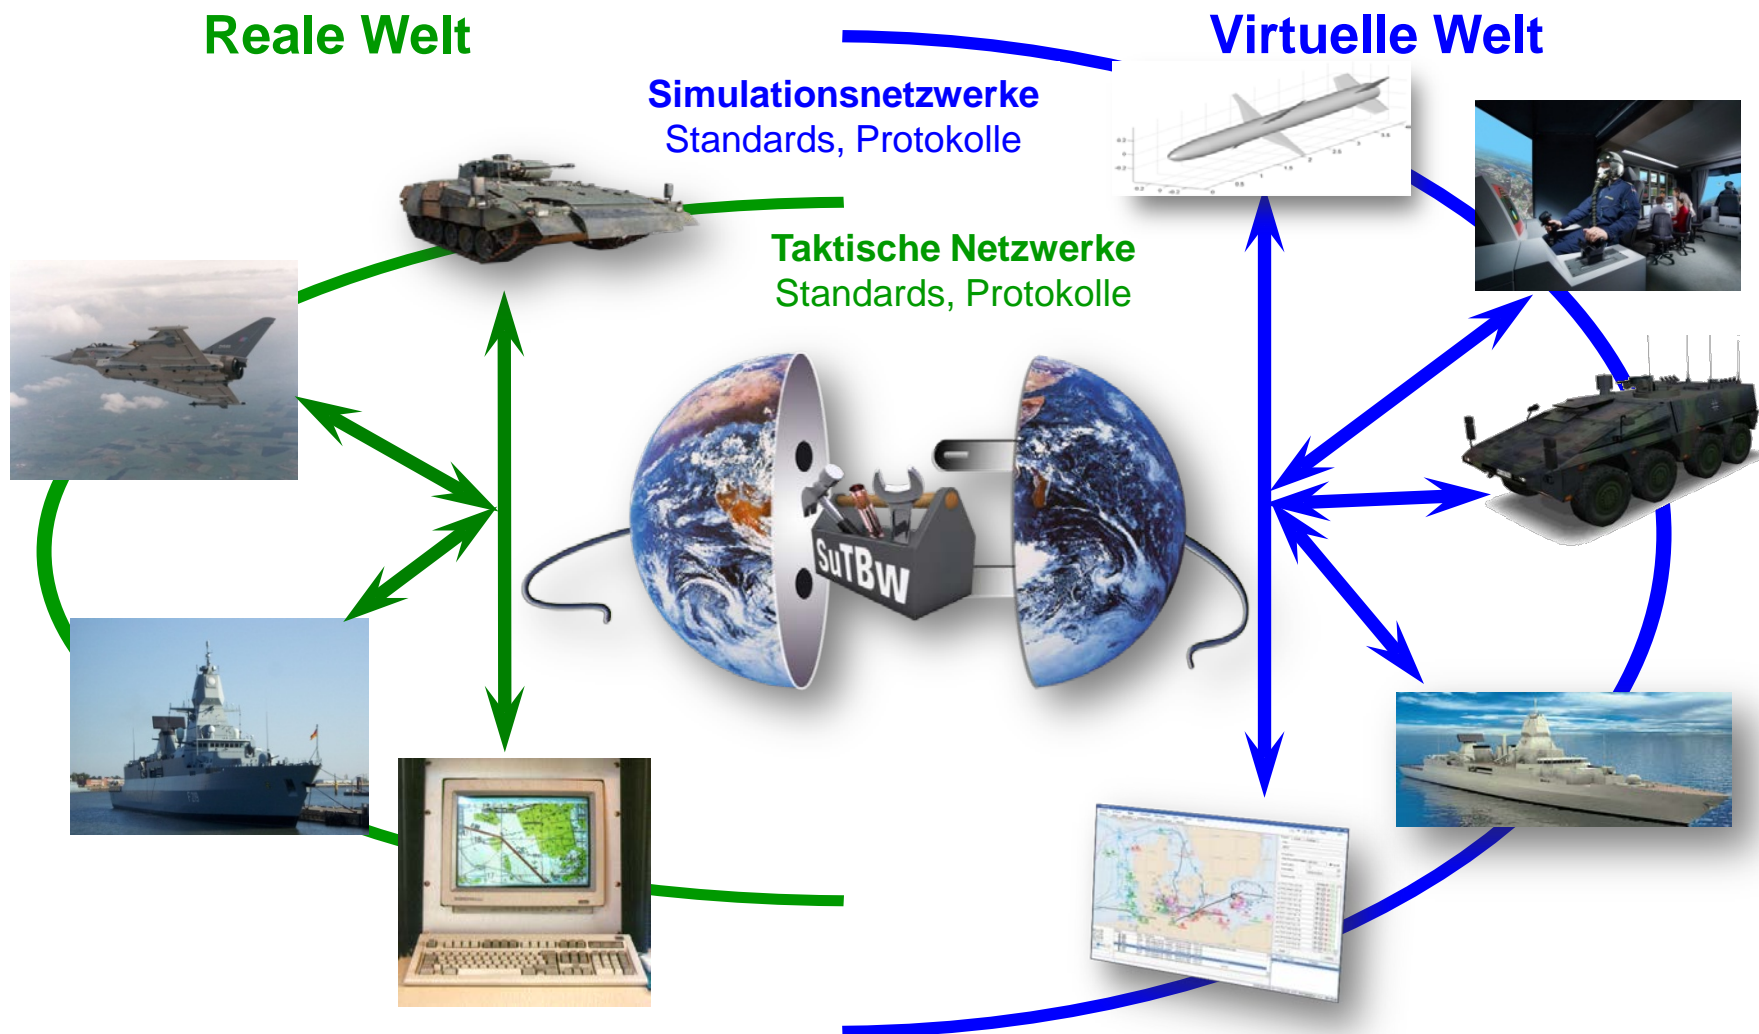 Reale Welt
Virtuelle Welt
Simulationsnetzwerke
Standards, Protokolle
Taktische Netzwerke
Standards, Protokolle
SuTBw